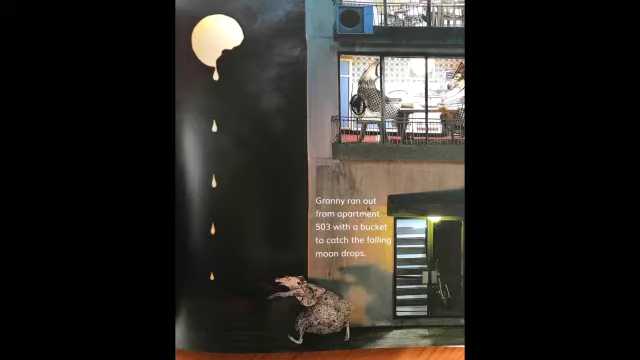 Granny ran out
from apartment
503 with a bucket
to catch the falling
moon drops.